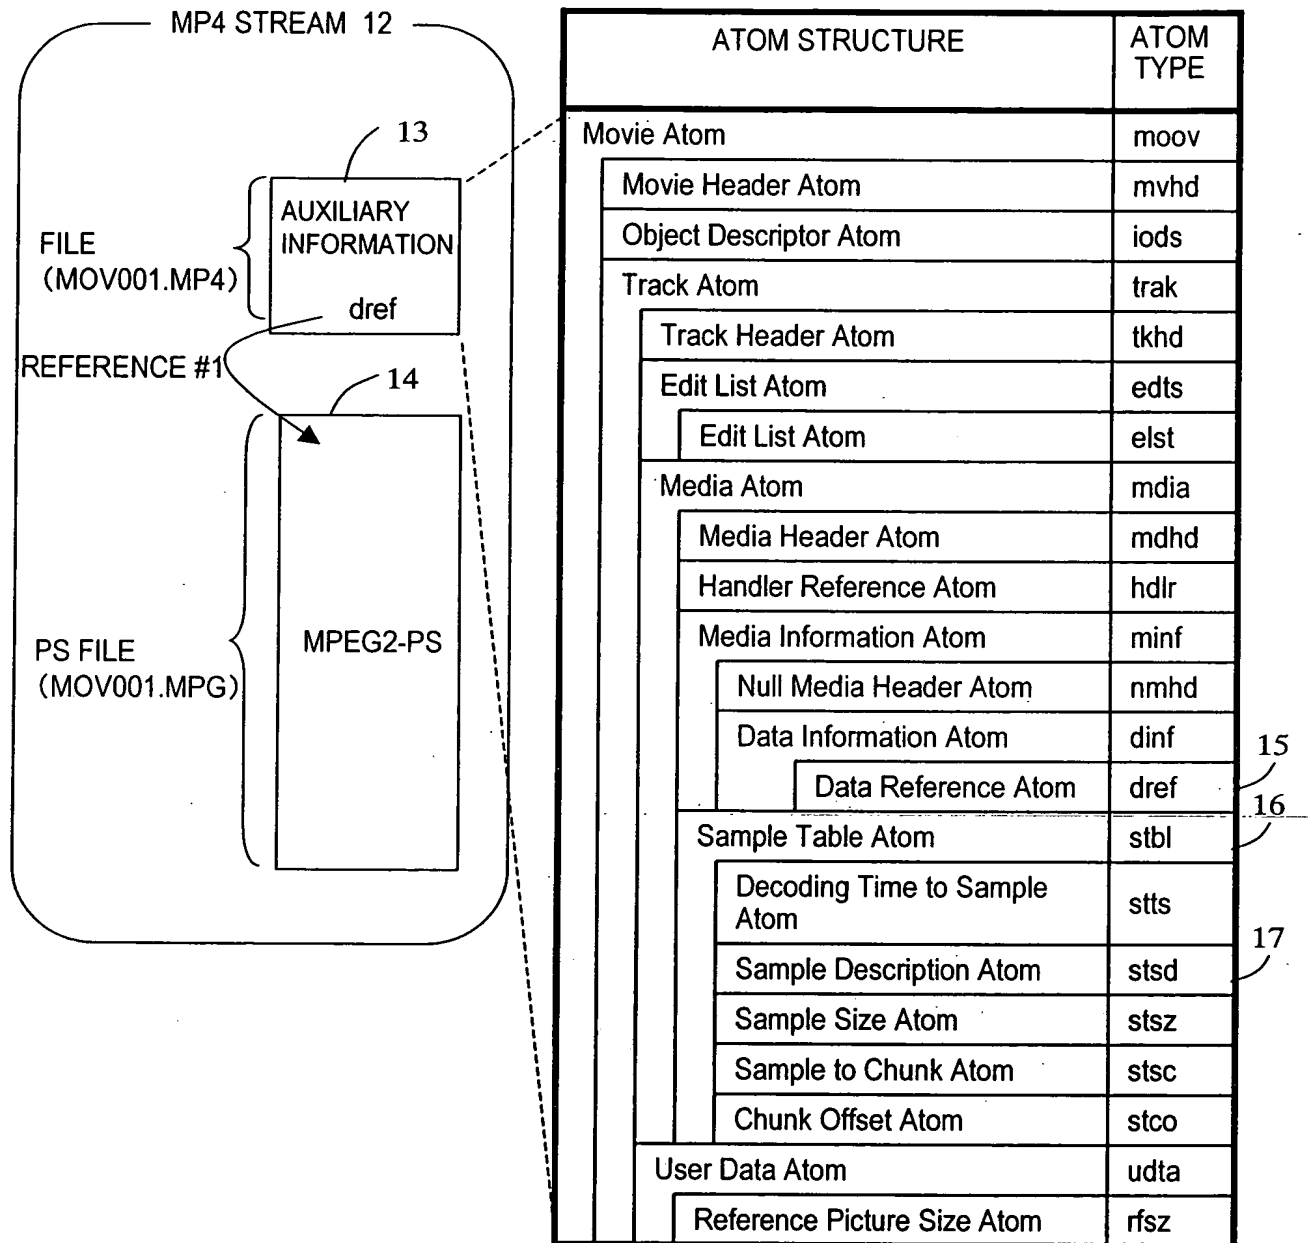 MP4 STREAM 12
13
AUXILIARY
INFORMATION
dref
FILE
(MOV001.MP4)
REFERENCE #1
14
MPEG2-PS
PS FILE
(MOV001.MPG)
ATOM STRUCTURE
ATOM
TYPE
Movie Atom moov
Movie Header Atom mvhd
Object Descriptor Atom iods
Track Atom trak
Track Header Atom tkhd
Edit List Atom edts
Edit List Atom elst
Media Atom mdia
Media Header Atom mdhd
Handler Reference Atom hdlr
Media Information Atom minf
Null Media Header Atom nmhd
Data Information Atom dinf
Data Reference Atom dref
15
Sample Table Atom stbl
16
Decoding Time to Sample
Atom
stts
Sample Description Atom stsd
17
Sample Size Atom stsz
Sample to Chunk Atom stsc
Chunk Offset Atom stco
User Data Atom udta
Reference Picture Size Atom rfsz